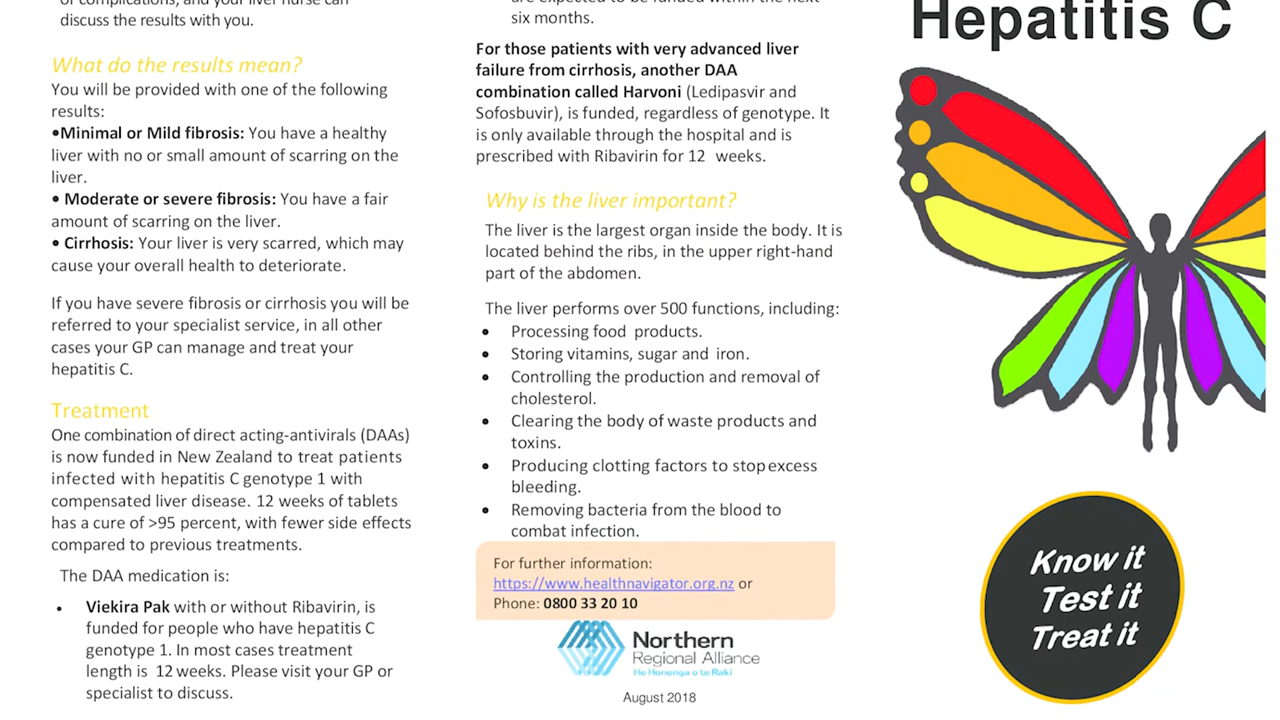 or complications, and your liver nurse can
discuss the results with you.
What do the results mean?
You will be provided with one of the following
results:
•Minimal or Mild fibrosis: You have a healthy
liver with no or small amount of scarring on the
liver.
• Moderate or severe fibrosis: You have a fair
amount of scarring on the liver.
• Cirrhosis: Your liver is very scarred, which may
cause your overall health to deteriorate.
If you have severe fibrosis or cirrhosis you will be
referred to your specialist service, in all other
cases your GP can manage and treat your
hepatitis C.
Treatment
One combination of direct acting-antivirals (DAAs)
is now funded in New Zealand to treat patients
infected with hepatitis C genotype 1 with
compensated liver disease. 12 weeks of tablets
has a cure of >95 percent, with fewer side effects
compared to previous treatments.
The DAA medication is:
• Viekira Pak with or without Ribavirin, is
funded for people who have hepatitis C
genotype 1. In most cases treatment
length is 12 weeks. Please visit your GP or
specialist to discuss.
are expected to be funded within the next
six months.
For those patients with very advanced liver
failure from cirrhosis, another DAA
combination called Harvoni (Ledipasvir and
Sofosbuvir), is funded, regardless of genotype. It
is only available through the hospital and is
prescribed with Ribavirin for 12 weeks.
Why is the liver important?
The liver is the largest organ inside the body. It is
located behind the ribs, in the upper right-hand
part of the abdomen.
The liver performs over 500 functions, including:
• Processing food products.
• Storing vitamins, sugar and iron.
• Controlling the production and removal of
cholesterol.
• Clearing the body of waste products and
toxins.
• Producing clotting factors to stop excess
bleeding.
• Removing bacteria from the blood to
combat infection.
For further information:
https://www.healthnavigator.org.nz or
Phone: 0800 33 20 10
Northern
Regional Alliance
He Hononga o te Raki
August 2018
Hepatitis C
Know it
Test it
Treat it